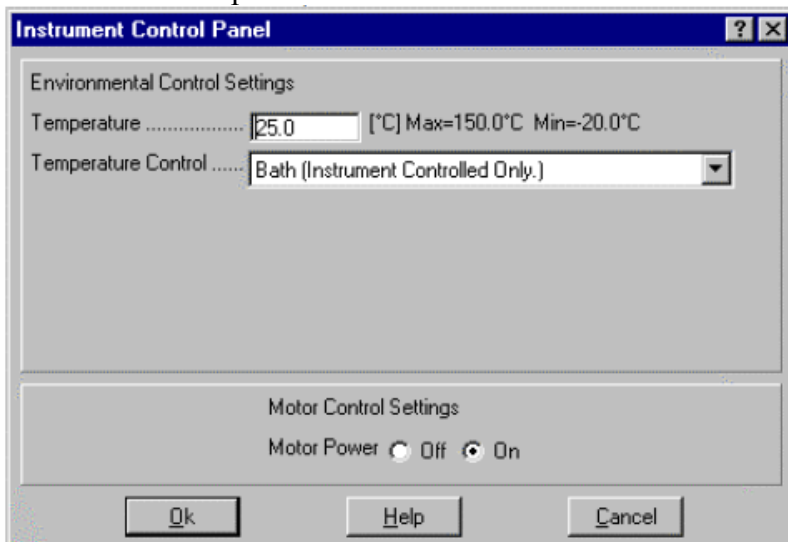 Instrument Control Panel
Environmental Control Settings
Temperature .................. 25.0 [°C] Max=150.0°C Min=-20.0°C
Temperature Control ...... Bath (Instrument Controlled Only.)
Motor Control Settings
Motor Power Off On
Ok Help Cancel